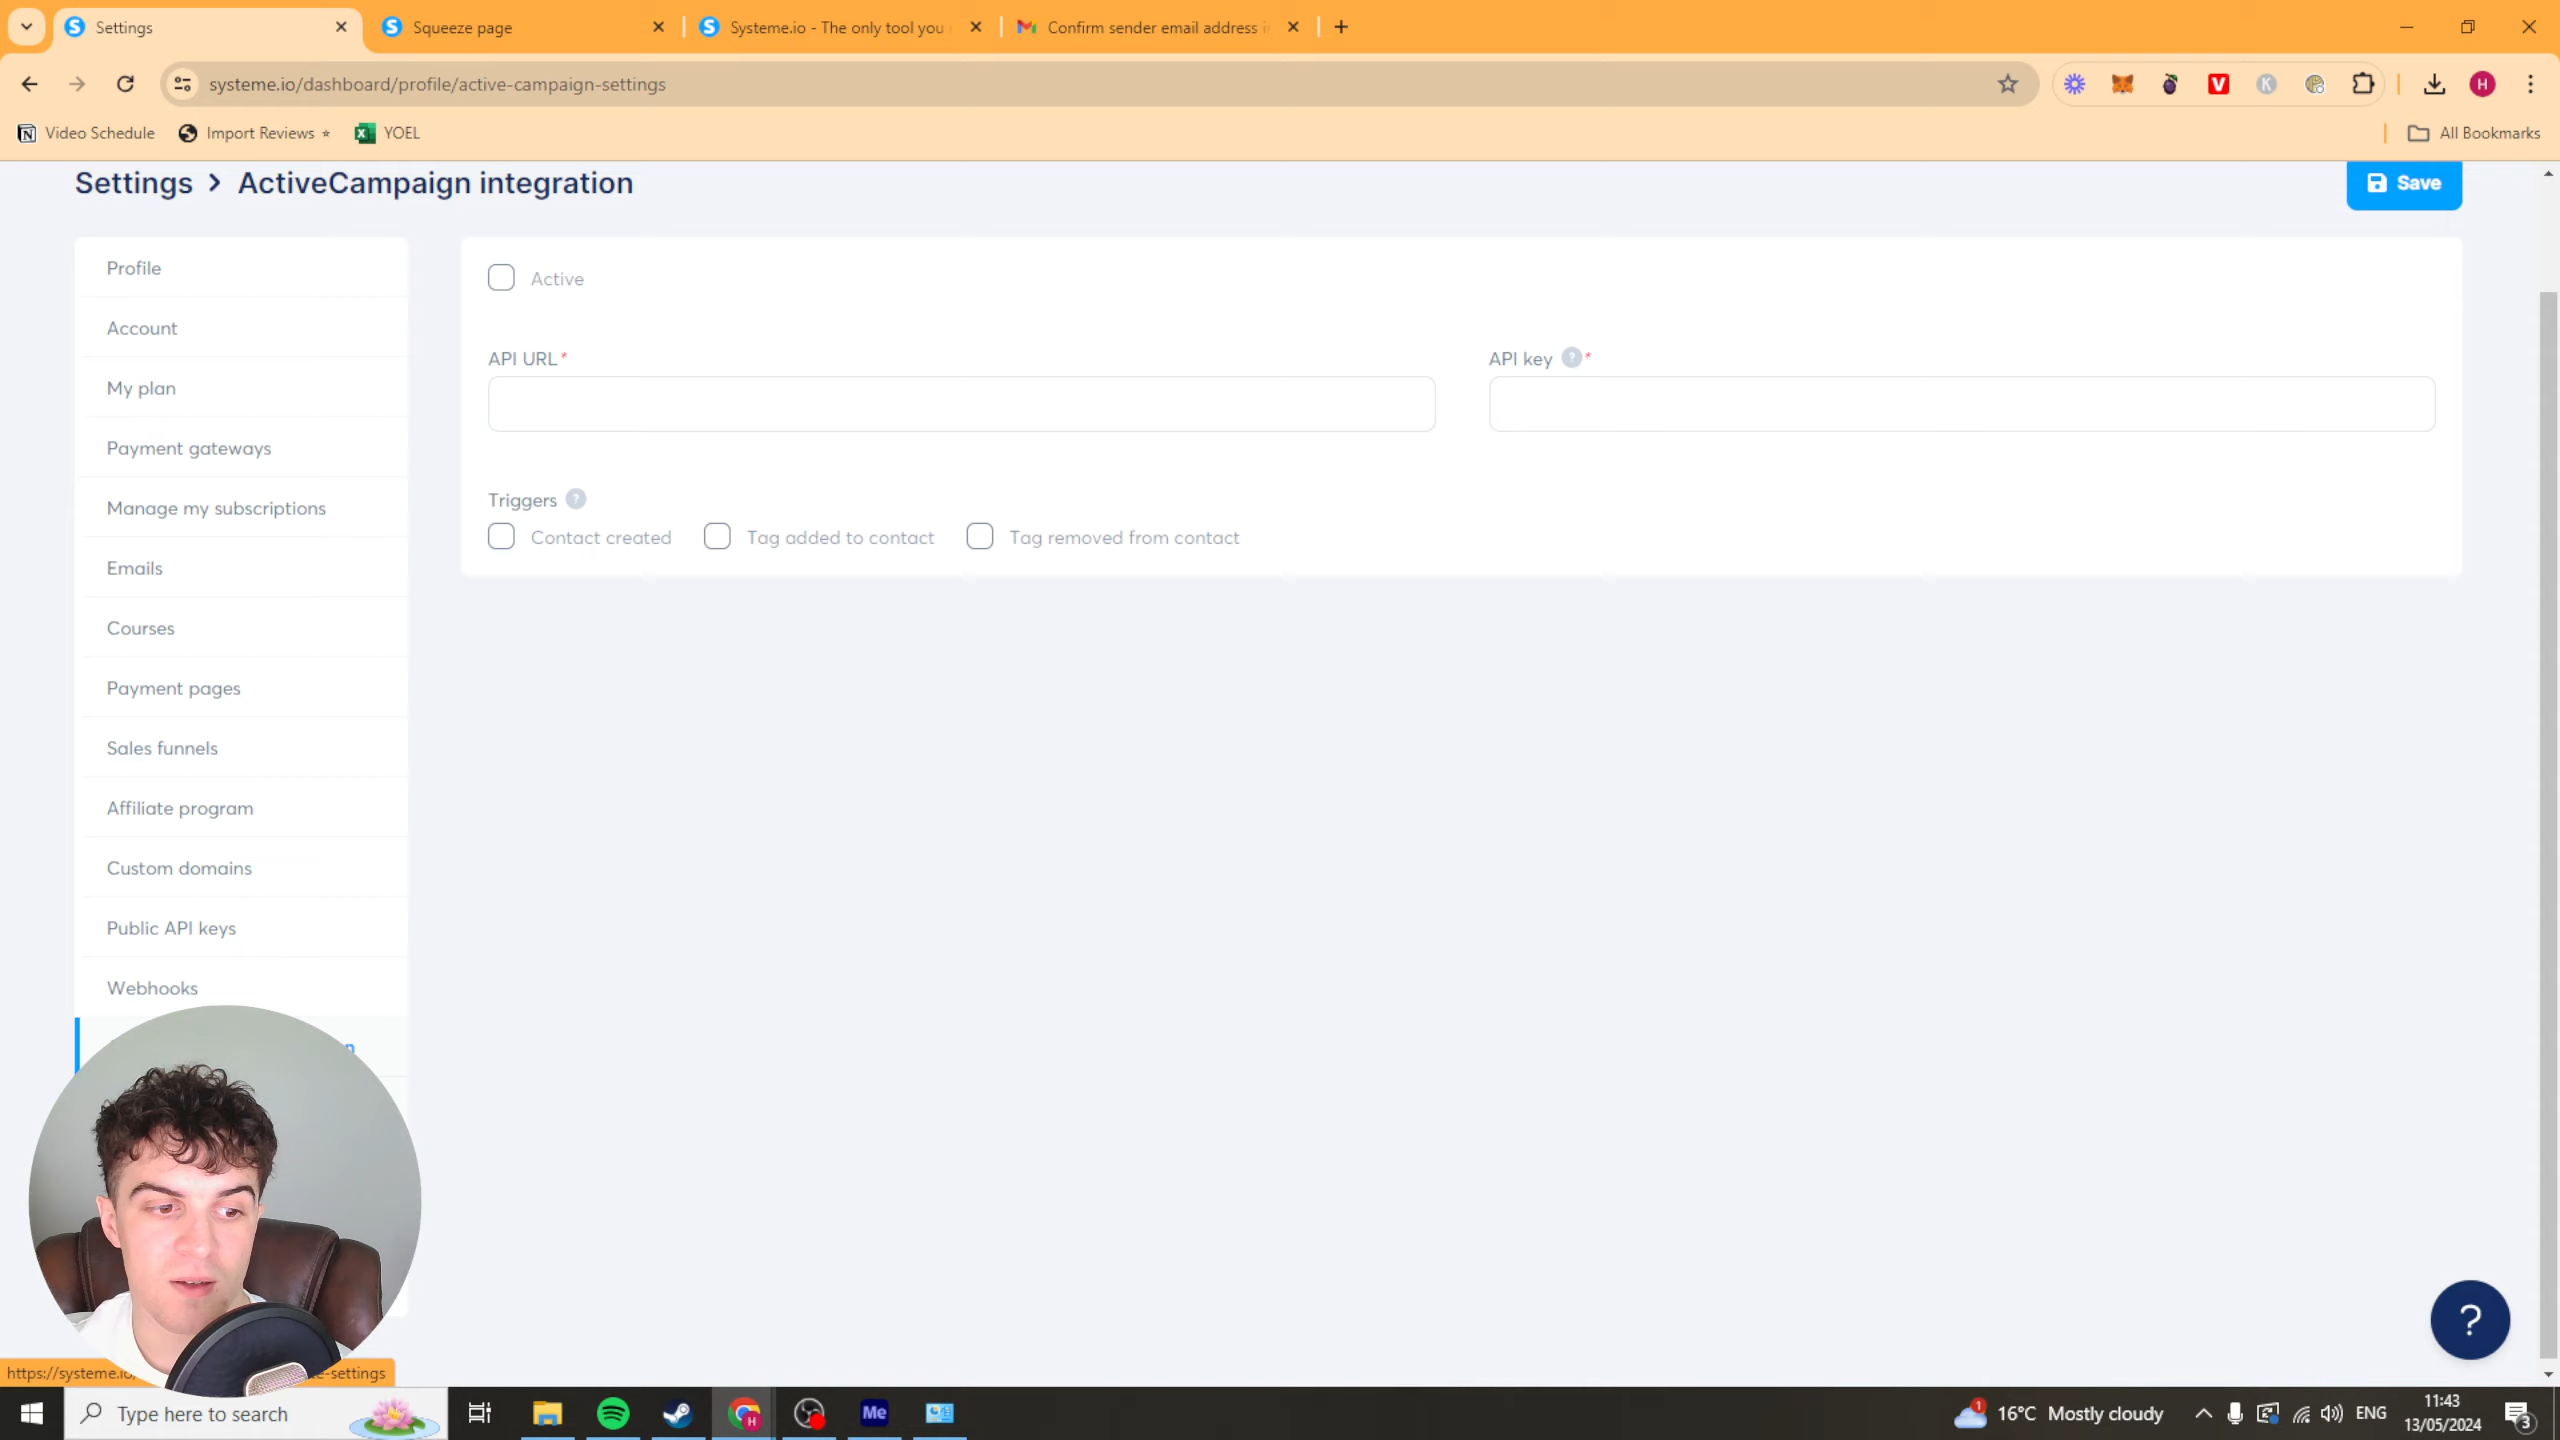 Settings
Squeeze page
Systeme.io - The only tool you
Confirm sender email address i
systeme.io/dashboard/profile/active-campaign-settings
Video Schedule
Import Reviews
YOEL
All Bookmarks
Settings > ActiveCampaign integration
Save
Profile
Account
My plan
Payment gateways
Manage my subscriptions
Emails
Courses
Payment pages
Sales funnels
Affiliate program
Custom domains
Public API keys
Webhooks
Active
API URL*
API key ? *
Triggers ?
Contact created
Tag added to contact
Tag removed from contact
?
https://systeme.io
-settings
Type here to search
Me
1
16°C Mostly cloudy
ENG
11:43
13/05/2024
3